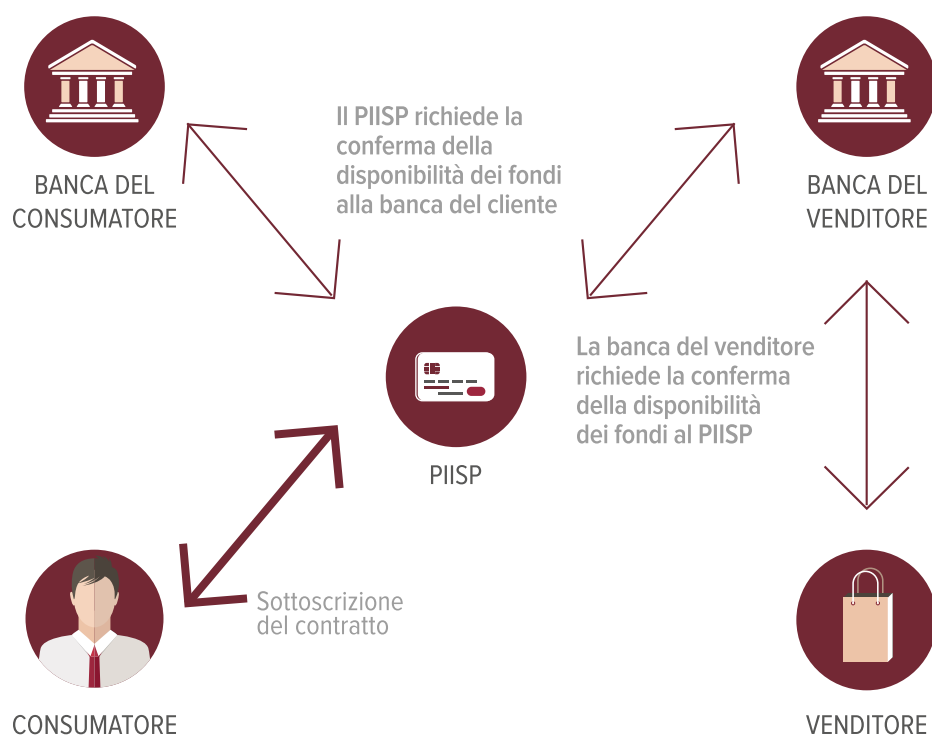 Il PIISP richiede la
conferma della
disponibilità dei fondi
alla banca del cliente
BANCA DEL
CONSUMATORE
BANCA DEL
VENDITORE
La banca del venditore
richiede la conferma
della disponibilità
dei fondi al PIISP
PIISP
Sottoscrizione
del contratto
CONSUMATORE
VENDITORE